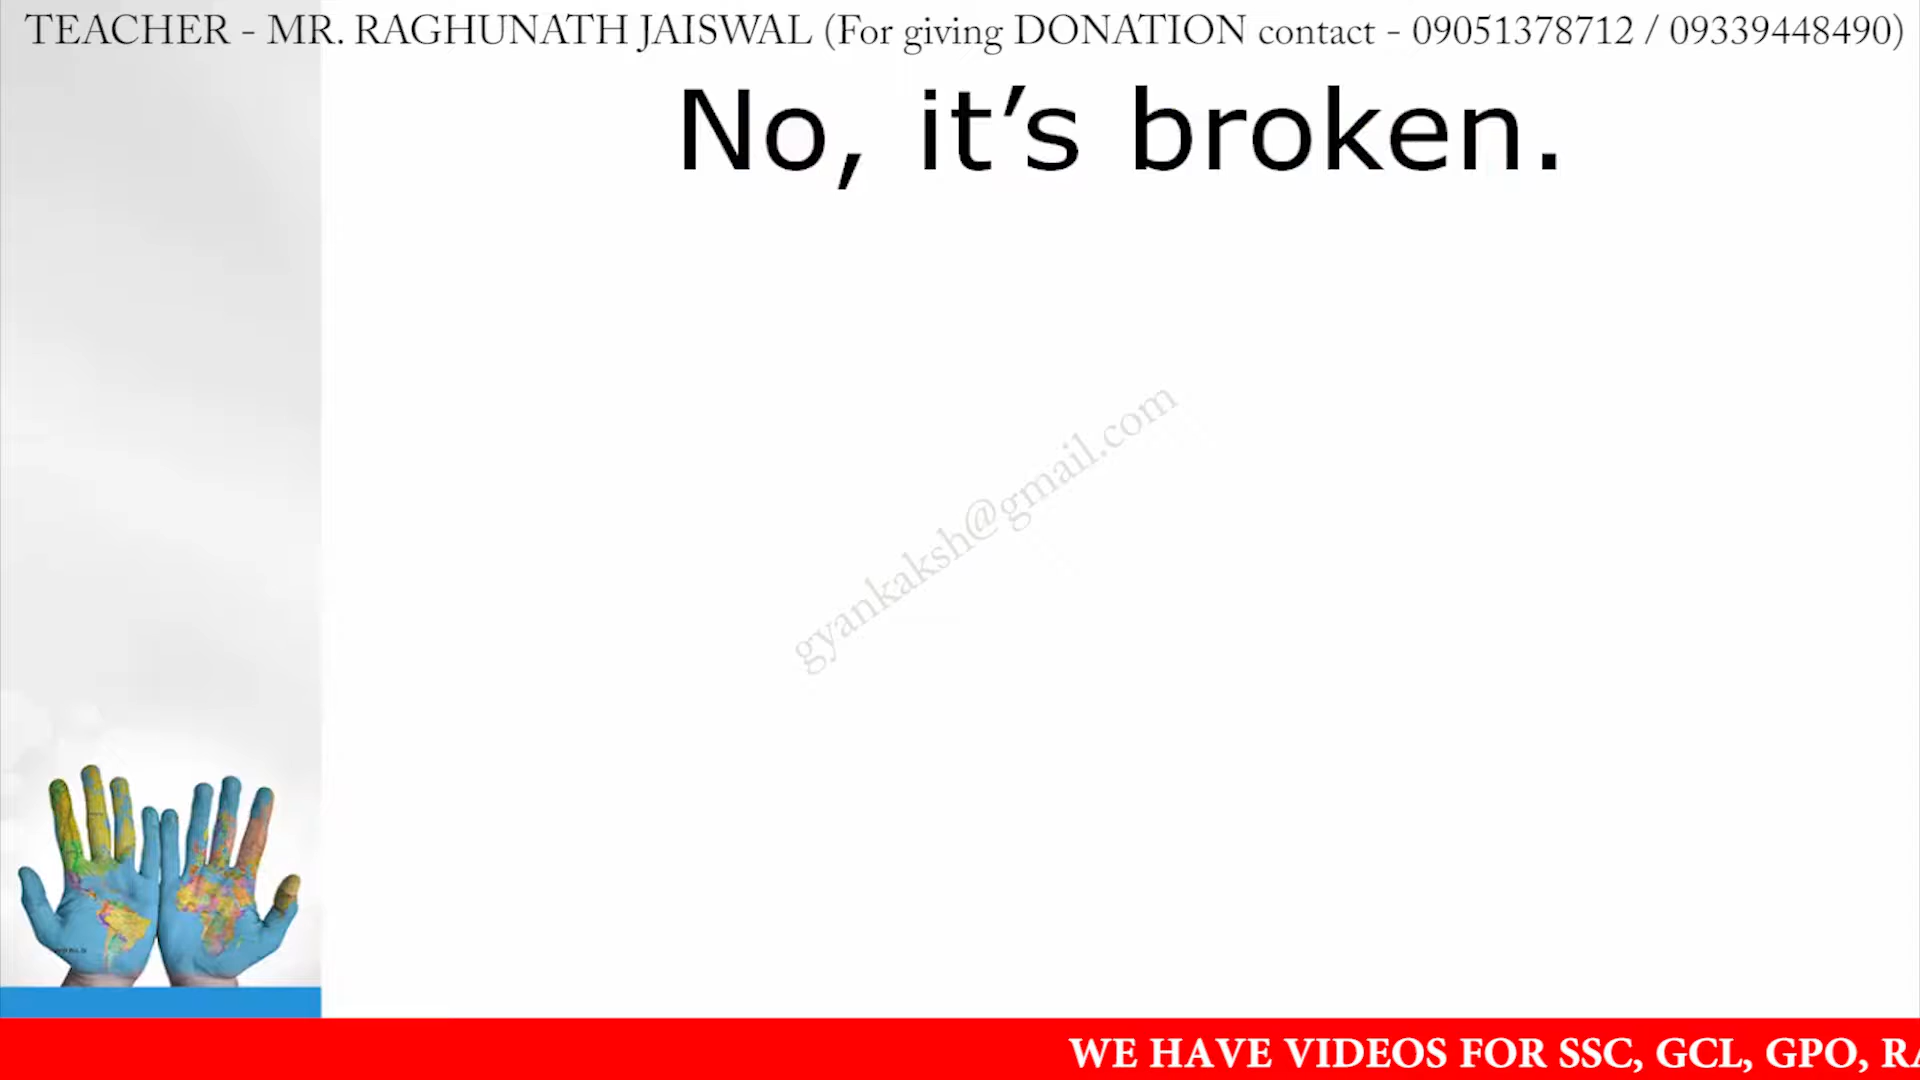 TEACHER - MR. RAGHUNATH JAISWAL (For giving DONATION contact - 09051378712 / 09339448490)
No, it’s broken.
gyankaksh@gmail.com
WE HAVE VIDEOS FOR SSC, GCL, GPO,